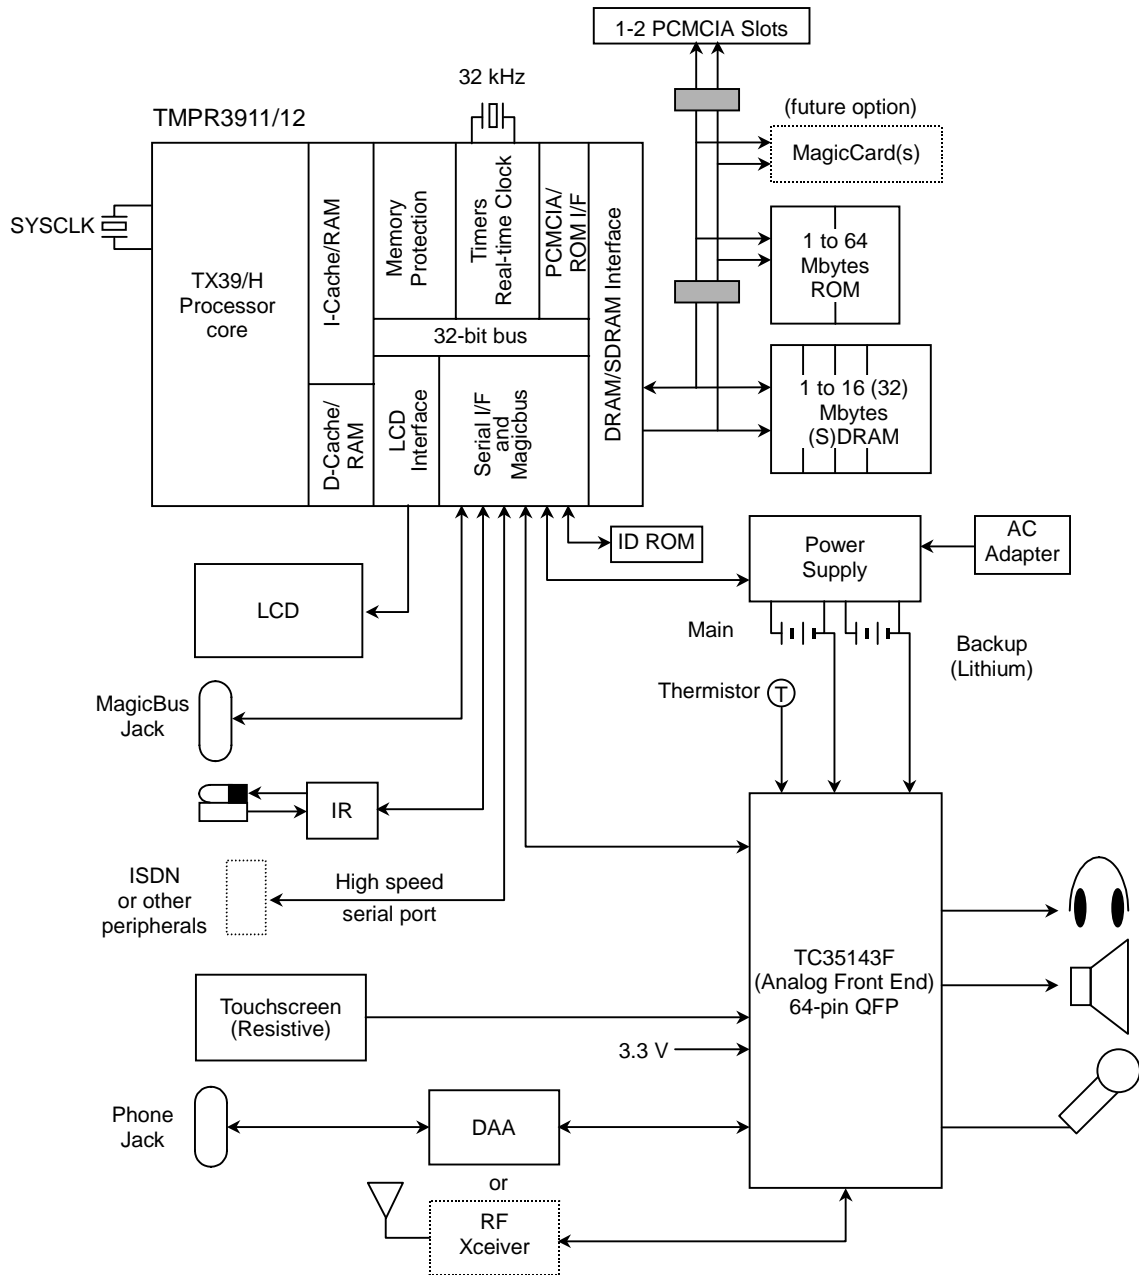 1-2 PCMCIA Slots
32 kHz
TMPR3911/12
(future option)
MagicCard(s)
SYSCLK
TX39/H
Processor
core
I-Cache/RAM
D-Cache/
RAM
Memory
Protection
Timers
Real-time Clock
PCMCIA/
ROM I/F
DRAM/SDRAM Interface
32-bit bus
LCD
Interface
Serial I/F
and
Magicbus
1 to 64
Mbytes
ROM
1 to 16 (32)
Mbytes
(S)DRAM
ID ROM
Power
Supply
AC
Adapter
LCD
Main
Backup
(Lithium)
Thermistor
T
MagicBus
Jack
IR
ISDN
or other
peripherals
High speed
serial port
TC35143F
(Analog Front End)
64-pin QFP
Touchscreen
(Resistive)
3.3 V
Phone
Jack
DAA
or
RF
Xceiver